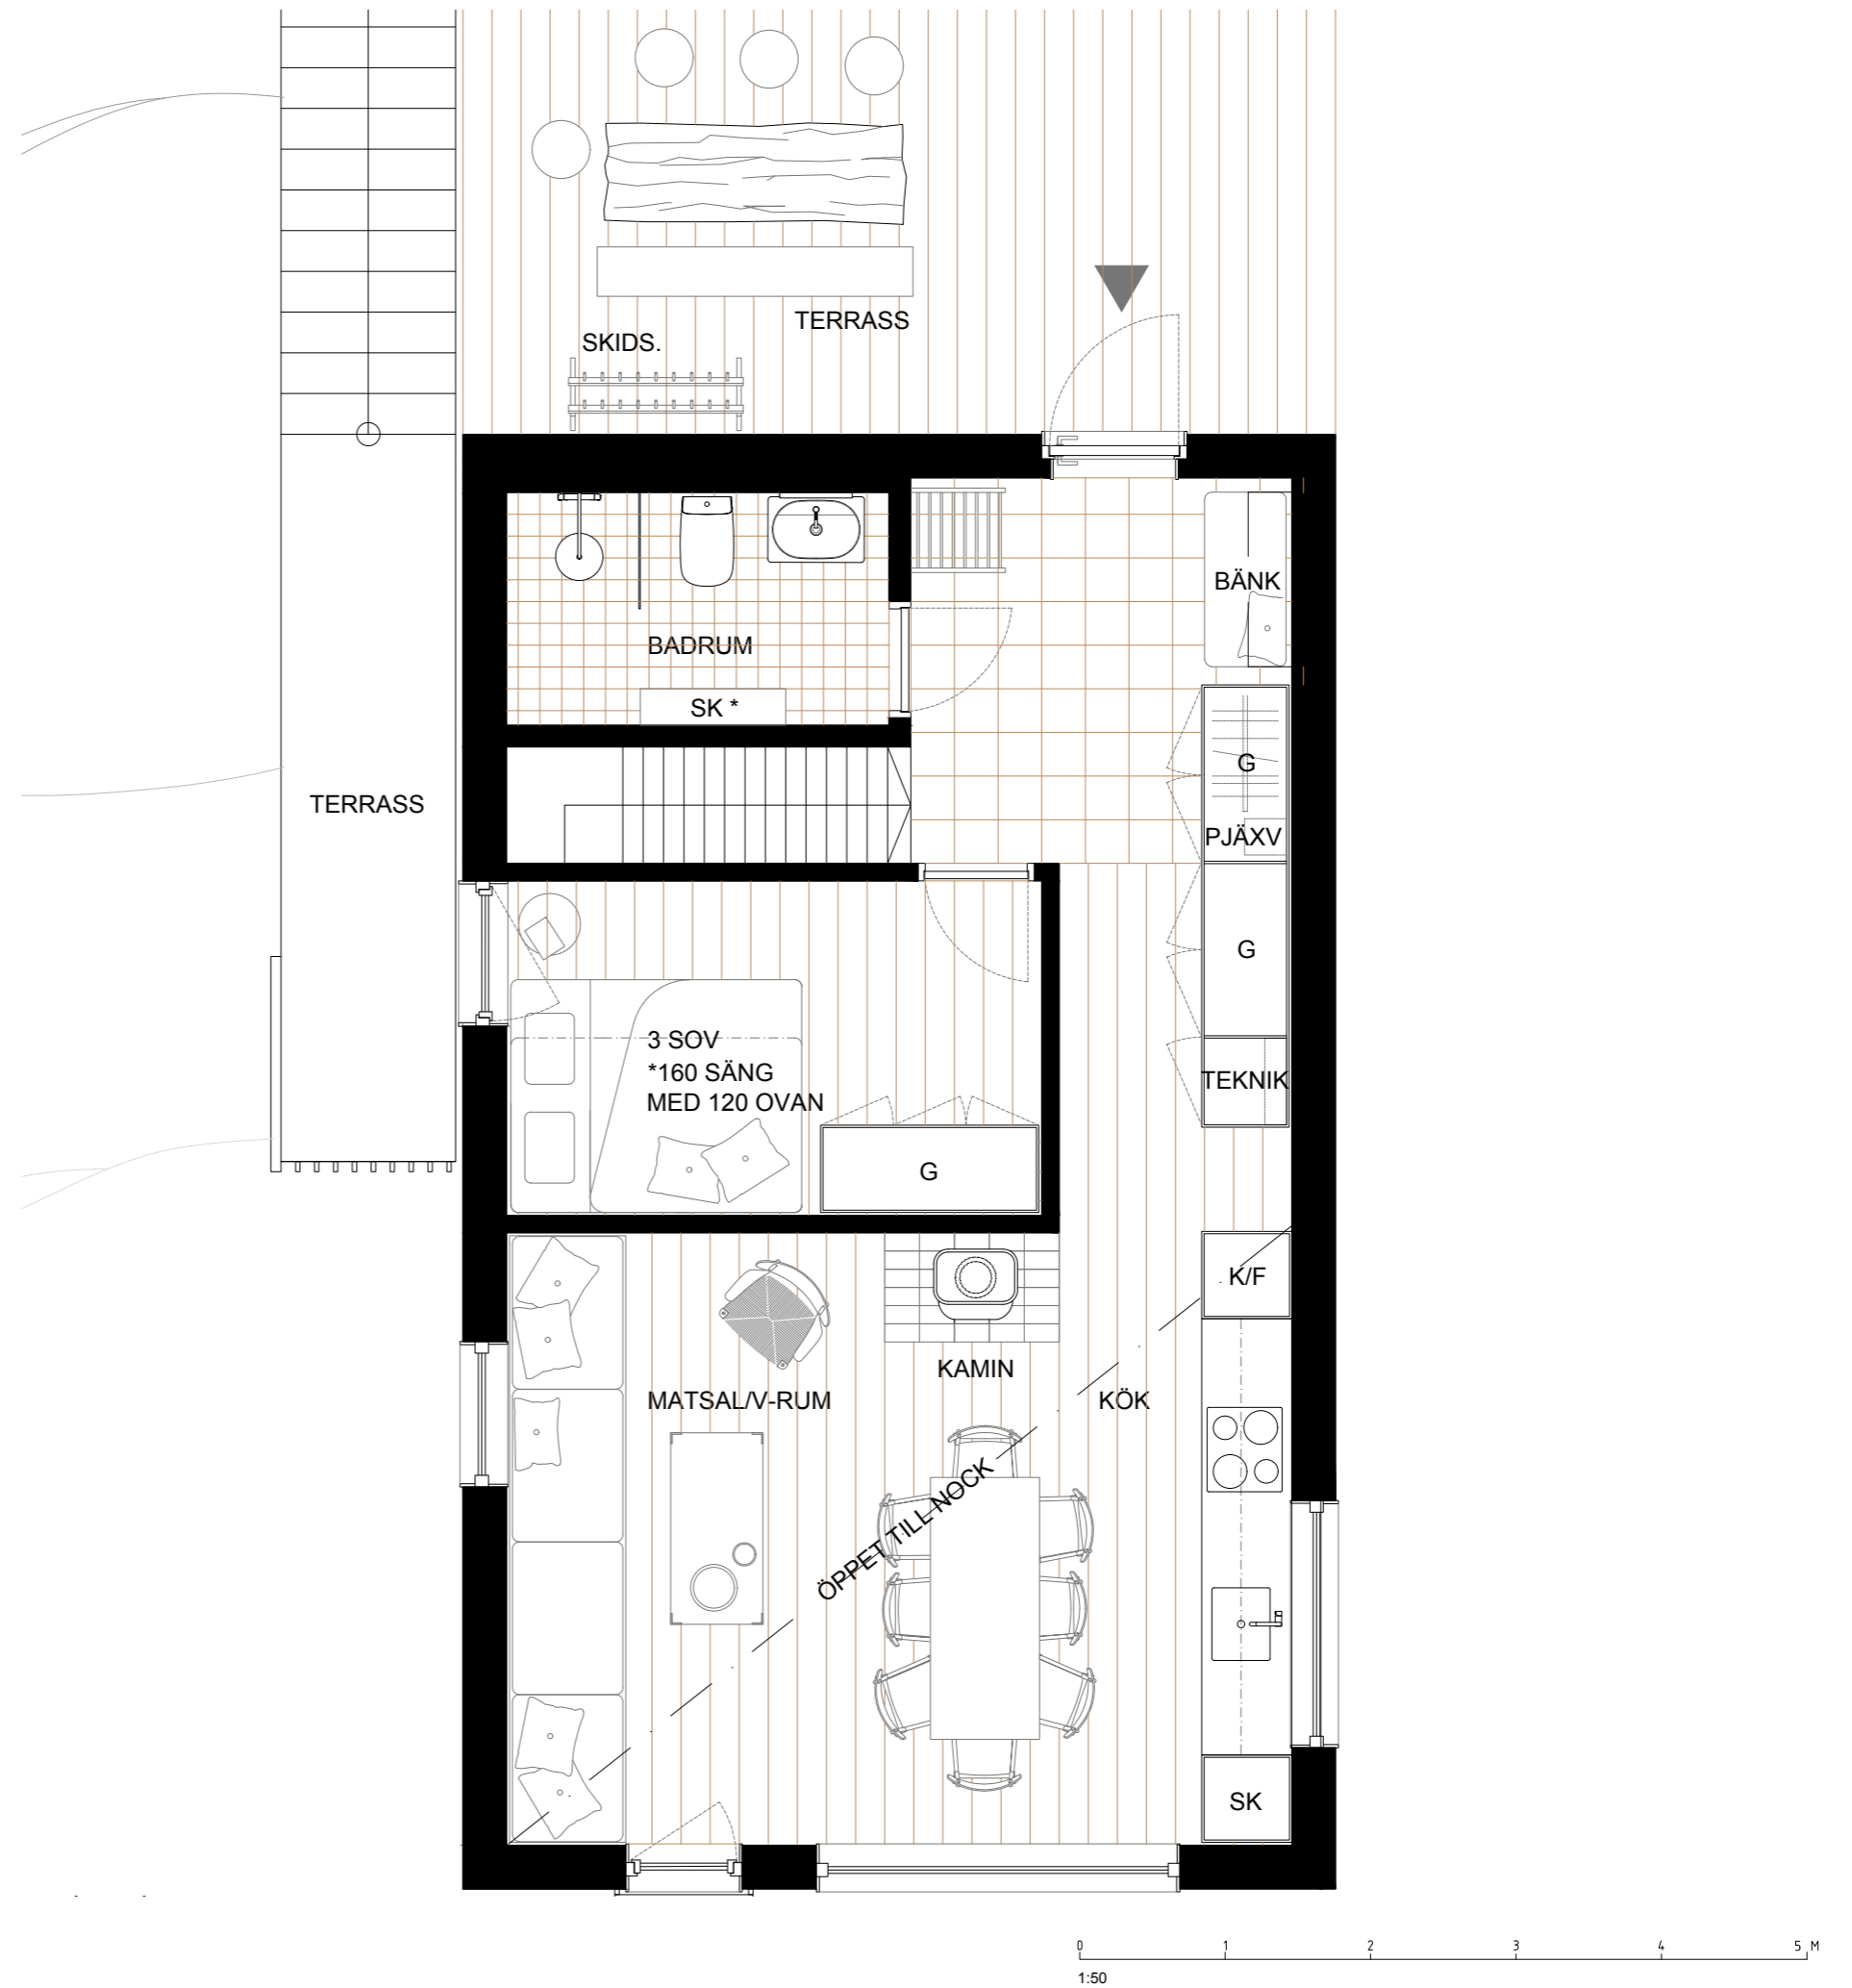 SKIDS.
TERRASS
BÄNK
BADRUM
SK *
G
PJÄXV
TERRASS
G
3 SOV
*160 SÄNG
MED 120 OVAN
TEKNIK
G
K/F
KAMIN
MATSAL/V-RUM
KÖK
ÖPPET TILL NOCK
SK
0 1 2 3 4 5 M
1:50